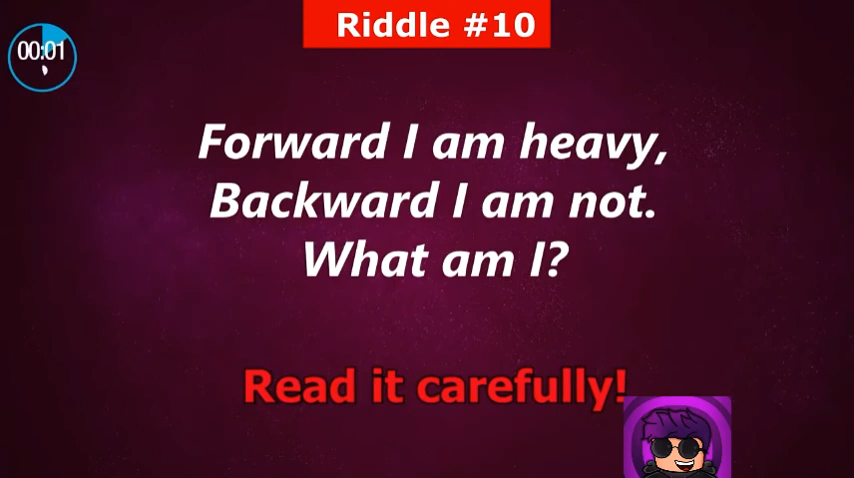 Riddle #10
00:01
Forward I am heavy,
Backward I am not.
What am I?
Read it carefully!